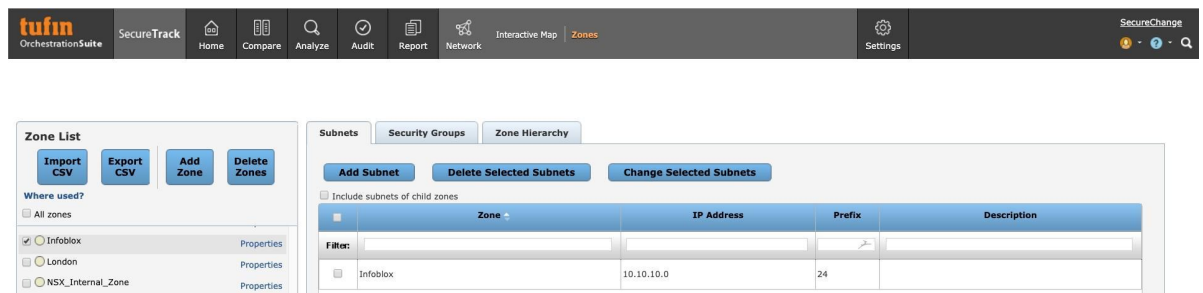 tufin
OrchestrationSuite
SecureTrack
Home
Compare
Analyze
Audit
Report
Network
Interactive Map
Zones
Settings
SecureChange
Zone List
Import CSV
Export CSV
Add Zone
Delete Zones
Where used?
All zones
Infoblox Properties
London Properties
NSX_Internal_Zone Properties
Subnets
Security Groups
Zone Hierarchy
Add Subnet
Delete Selected Subnets
Change Selected Subnets
Include subnets of child zones
Zone IP Address Prefix Description
Filter:
Infoblox 10.10.10.0 24